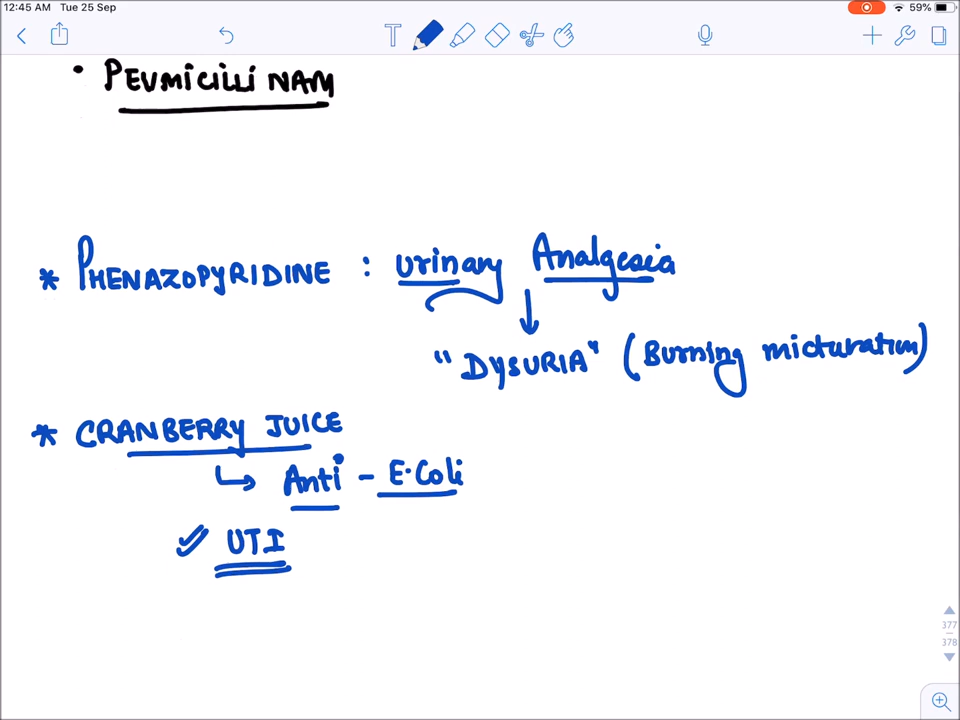 12:45 AM Tue 25 Sep 59%
T
• PEVMICILLINAM
* PHENAZOPYRIDINE : Urinary Analgesia
"DYSURIA" (Burning micturation)
* CRANBERRY JUICE
Anti - E.Coli
UTI
377
378